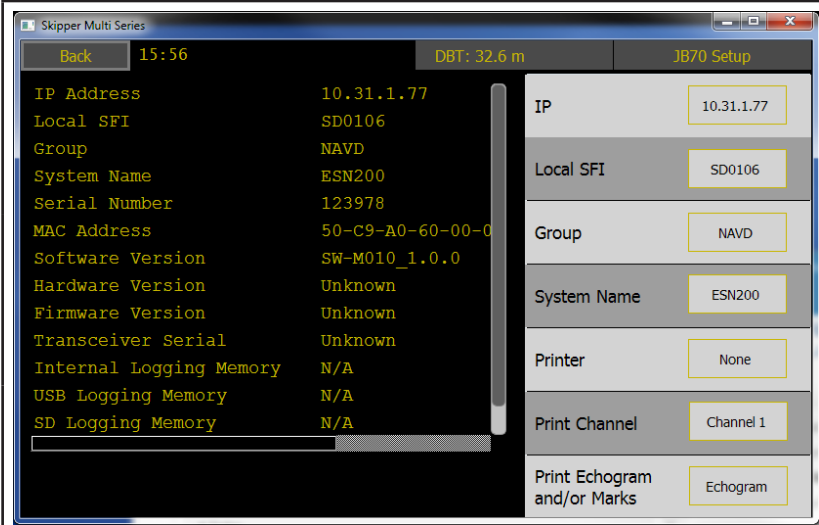 Skipper Multi Series
Back 15:56 DBT: 32.6 m JB70 Setup
IP Address 10.31.1.77
Local SFI SD0106
Group NAVD
System Name ESN200
Serial Number 123978
MAC Address 50-C9-A0-60-00-0
Software Version SW-M010_1.0.0
Hardware Version Unknown
Firmware Version Unknown
Transceiver Serial Unknown
Internal Logging Memory N/A
USB Logging Memory N/A
SD Logging Memory N/A
IP 10.31.1.77
Local SFI SD0106
Group NAVD
System Name ESN200
Printer None
Print Channel Channel 1
Print Echogram
and/or Marks Echogram